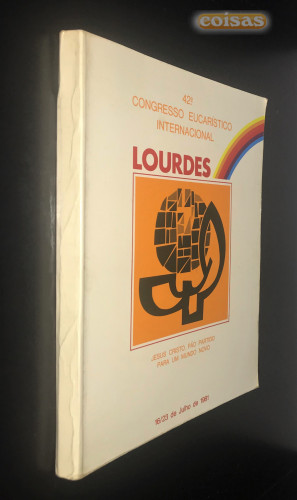 coisas
42º
CONGRESSO EUCARÍSTICO
INTERNACIONAL
LOURDES
JESUS CRISTO, PÃO PARTIDO
PARA UM MUNDO NOVO
16/23 de Julho de 1981